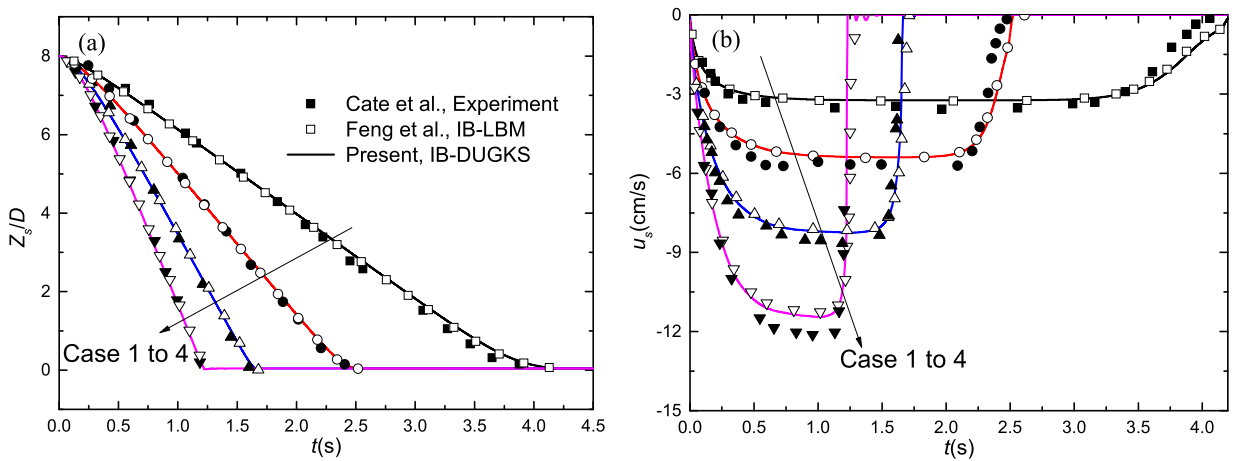 (a)
Cate et al., Experiment
Feng et al., IB-LBM
Present, IB-DUGKS
Case 1 to 4
8
6
4
2
0
Zs/D
0.0 0.5 1.0 1.5 2.0 2.5 3.0 3.5 4.0 4.5
t(s)
(b)
Case 1 to 4
0
-3
-6
-9
-12
-15
us(cm/s)
0.0 0.5 1.0 1.5 2.0 2.5 3.0 3.5 4.0
t(s)